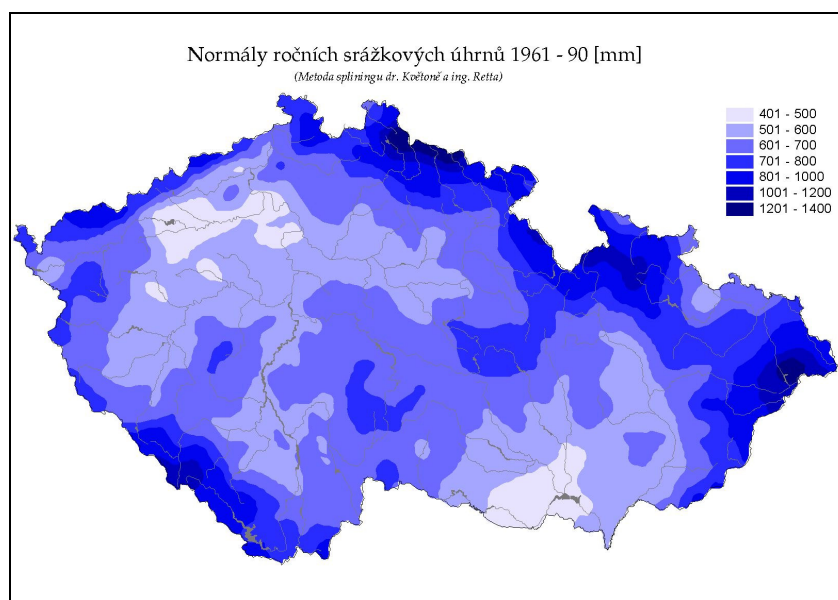 Normály ročních srážkových úhrnů 1961 - 90 [mm]
(Metoda spliningu dr. Květoně a ing. Retta)
401 - 500
501 - 600
601 - 700
701 - 800
801 - 1000
1001 - 1200
1201 - 1400